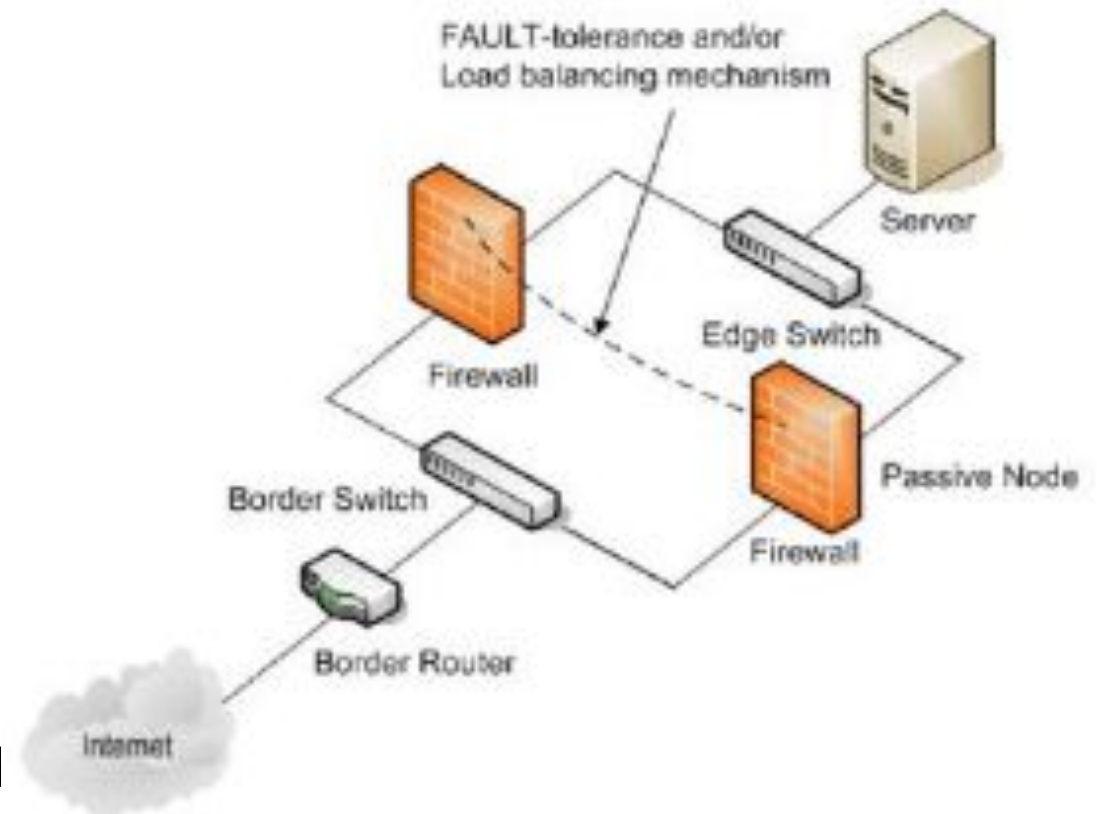 FAULT-tolerance and/or
Load balancing mechanism
Server
Edge Switch
Firewall
Passive Node
Border Switch
Firewall
Border Router
Internet